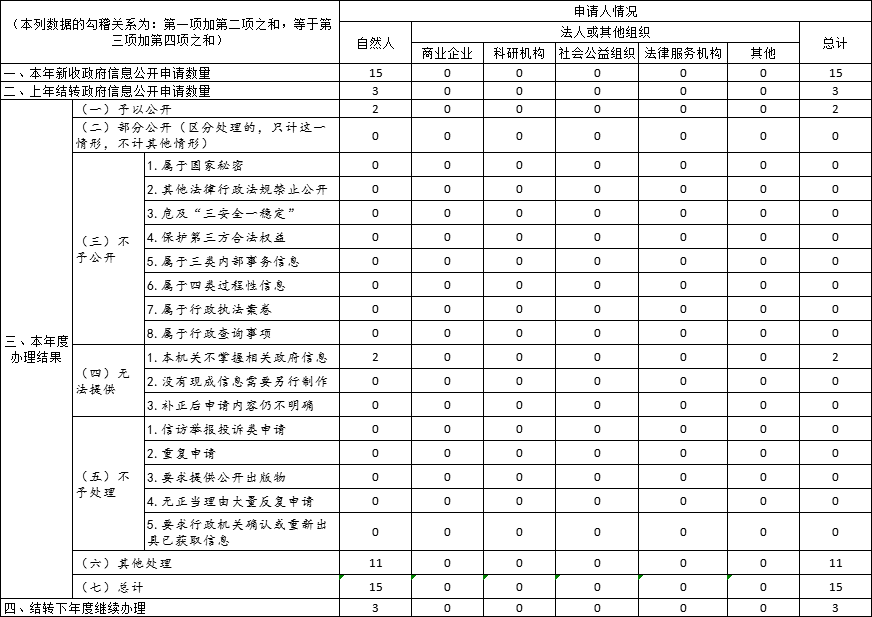 （本列数据的勾稽关系为：第一项加第二项之和，等于第
三项加第四项之和）
申请人情况
自然人
法人或其他组织
总计
商业企业 科研机构 社会公益组织 法律服务机构 其他
一、本年新收政府信息公开申请数量 15 0 0 0 0 0 15
二、上年结转政府信息公开申请数量 3 0 0 0 0 0 3
三、本年度
办理结果
（一）予以公开 2 0 0 0 0 0 2
（二）部分公开（区分处理的，只计这一
情形，不计其他情形） 0 0 0 0 0 0 0
（三）不
予公开
1.属于国家秘密 0 0 0 0 0 0 0
2.其他法律行政法规禁止公开 0 0 0 0 0 0 0
3.危及“三安全一稳定” 0 0 0 0 0 0 0
4.保护第三方合法权益 0 0 0 0 0 0 0
5.属于三类内部事务信息 0 0 0 0 0 0 0
6.属于四类过程性信息 0 0 0 0 0 0 0
7.属于行政执法案卷 0 0 0 0 0 0 0
8.属于行政查询事项 0 0 0 0 0 0 0
（四）无
法提供
1.本机关不掌握相关政府信息 2 0 0 0 0 0 2
2.没有现成信息需要另行制作 0 0 0 0 0 0 0
3.补正后申请内容仍不明确 0 0 0 0 0 0 0
（五）不
予处理
1.信访举报投诉类申请 0 0 0 0 0 0 0
2.重复申请 0 0 0 0 0 0 0
3.要求提供公开出版物 0 0 0 0 0 0 0
4.无正当理由大量反复申请 0 0 0 0 0 0 0
5.要求行政机关确认或重新出
具已获取信息 0 0 0 0 0 0 0
（六）其他处理 11 0 0 0 0 0 11
（七）总计 15 0 0 0 0 0 15
四、结转下年度继续办理 3 0 0 0 0 0 3